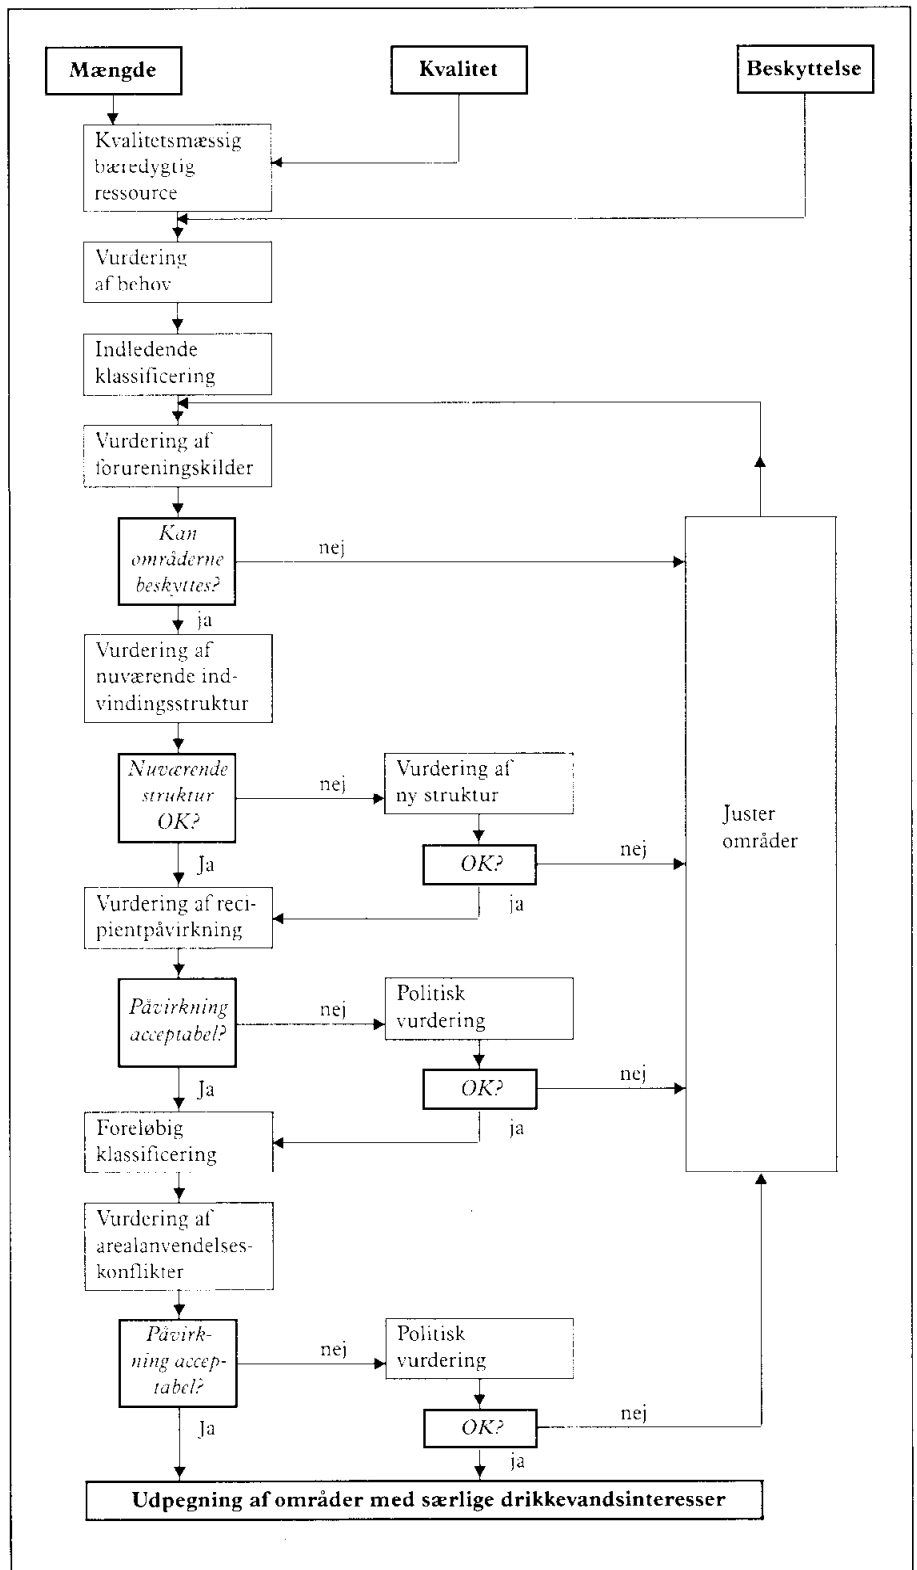 Mængde
Kvalitet
Beskyttelse
Kvalitetsmæssig
bæredygtig
ressource
Vurdering
af behov
Indledende
klassificering
Vurdering af
forureningskilder
Kan
områderne
beskyttes?
nej
ja
Vurdering af
nuværende ind-
vindingsstruktur
Nuværende
struktur
OK?
nej
Vurdering af
ny struktur
Juster
områder
OK?
nej
Ja
ja
Vurdering af reci-
pientpåvirkning
Påvirkning
acceptabel?
nej
Politisk
vurdering
OK?
nej
Ja
ja
Foreløbig
klassificering
Vurdering af
arealanvendelses-
konflikter
Påvirk-
ning accep-
tabel?
nej
Politisk
vurdering
OK?
nej
Ja
ja
Udpegning af områder med særlige drikkevandsinteresser